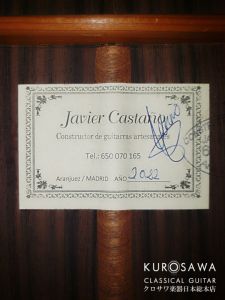 Javier Castaño
Constructor de guitarras artesanales
Tel.: 650 070 165
Aranjuez / MADRID AÑO 2022
KUROSAWA
CLASSICAL GUITAR
クロサワ楽器日本総本店